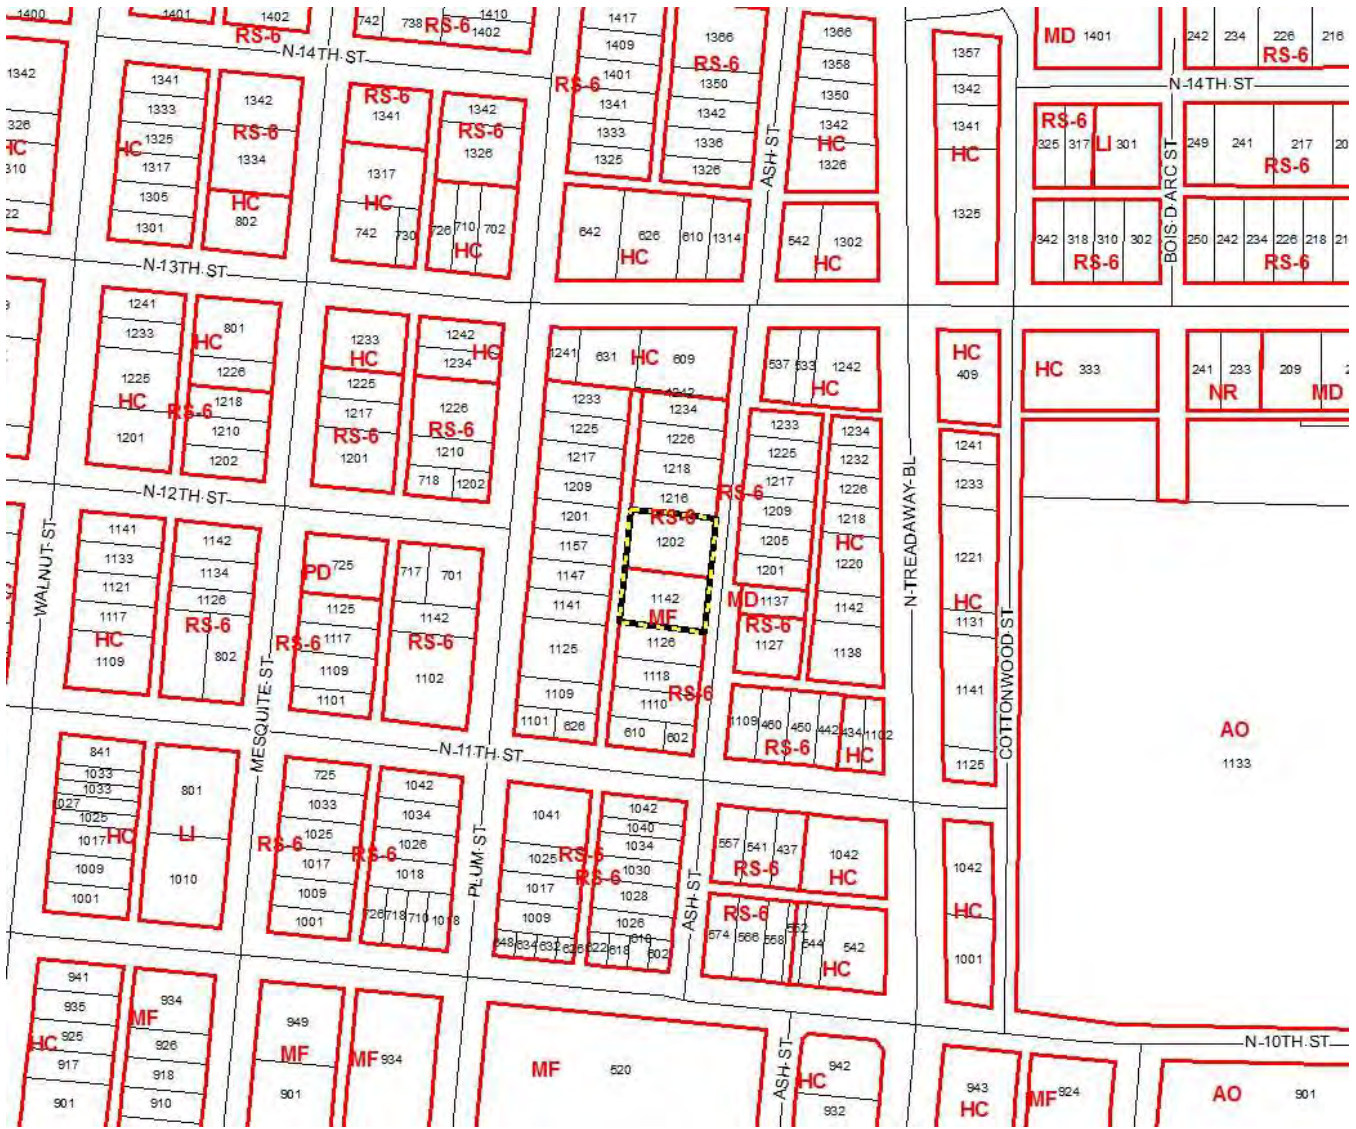 1400
1401
1402
RS-6
742
738
RS-6
1410
1402
N 14TH ST
1417
1409
RS-6
1401
1341
1333
1325
1366
RS-6
1350
1342
1336
1326
ASH ST
1366
1358
1350
1342
HC
1326
1357
1342
1341
HC
1325
MD
1401
242
234
226
216
RS-6
N 14TH ST
RS-6
325
317
LI
301
BOIS D ARC ST
249
241
217
RS-6
342
318
310
302
RS-6
250
242
234
226
218
RS-6
1342
1326
HC
1310
1341
1333
1325
HC
1317
1305
1301
1342
RS-6
1334
HC
802
RS-6
1341
1317
HC
742
730
1342
RS-6
1326
726
710
702
HC
642
626
610
1314
HC
542
1302
HC
N 13TH ST
1241
1233
1225
HC
1201
801
HC
1226
1218
RS-6
1210
1202
1233
HC
1225
1217
RS-6
1201
1242
HC
1234
1226
RS-6
1210
718
1202
1241
631
HC
609
1242
1233
1225
1217
1209
1201
1157
1147
1141
1125
1109
1101
626
1234
1226
1218
1216
RS-6
1202
1142
MF
1126
1118
RS-6
1110
610
602
537
533
1242
HC
1233
1225
1217
RS-6
1209
1205
1201
MD
1137
RS-6
1127
1234
1232
1226
1218
HC
1220
1142
1138
N TREADAWAY BL
HC
409
1241
1233
1221
HC
1131
1141
1125
COTTONWOOD ST
HC
333
241
233
NR
209
MD
AO
1133
N 12TH ST
WALNUT ST
1141
1133
1121
1117
HC
1109
1142
1134
1126
RS-6
802
MESQUITE ST
PD
725
1125
1117
RS-6
1109
1101
717
701
1142
RS-6
1102
1109
460
450
442
RS-6
434
1102
HC
N 11TH ST
841
1033
1033
1027
1025
1017
HC
1009
1001
801
LI
1010
725
1033
1025
RS-6
1017
1009
1001
1042
1034
1026
RS-6
1018
726
718
710
1018
PLUM ST
1041
1025
RS-6
1017
1009
648
634
632
626
1042
1040
1034
1030
RS-6
1028
1026
622
618
610
602
ASH ST
557
541
437
RS-6
1042
HC
RS-6
574
566
558
552
544
542
HC
1042
HC
1001
N 10TH ST
941
935
925
HC
917
901
934
MF
926
918
910
949
MF
901
MF
934
MF
520
ASH ST
942
HC
932
943
HC
MF
924
AO
901